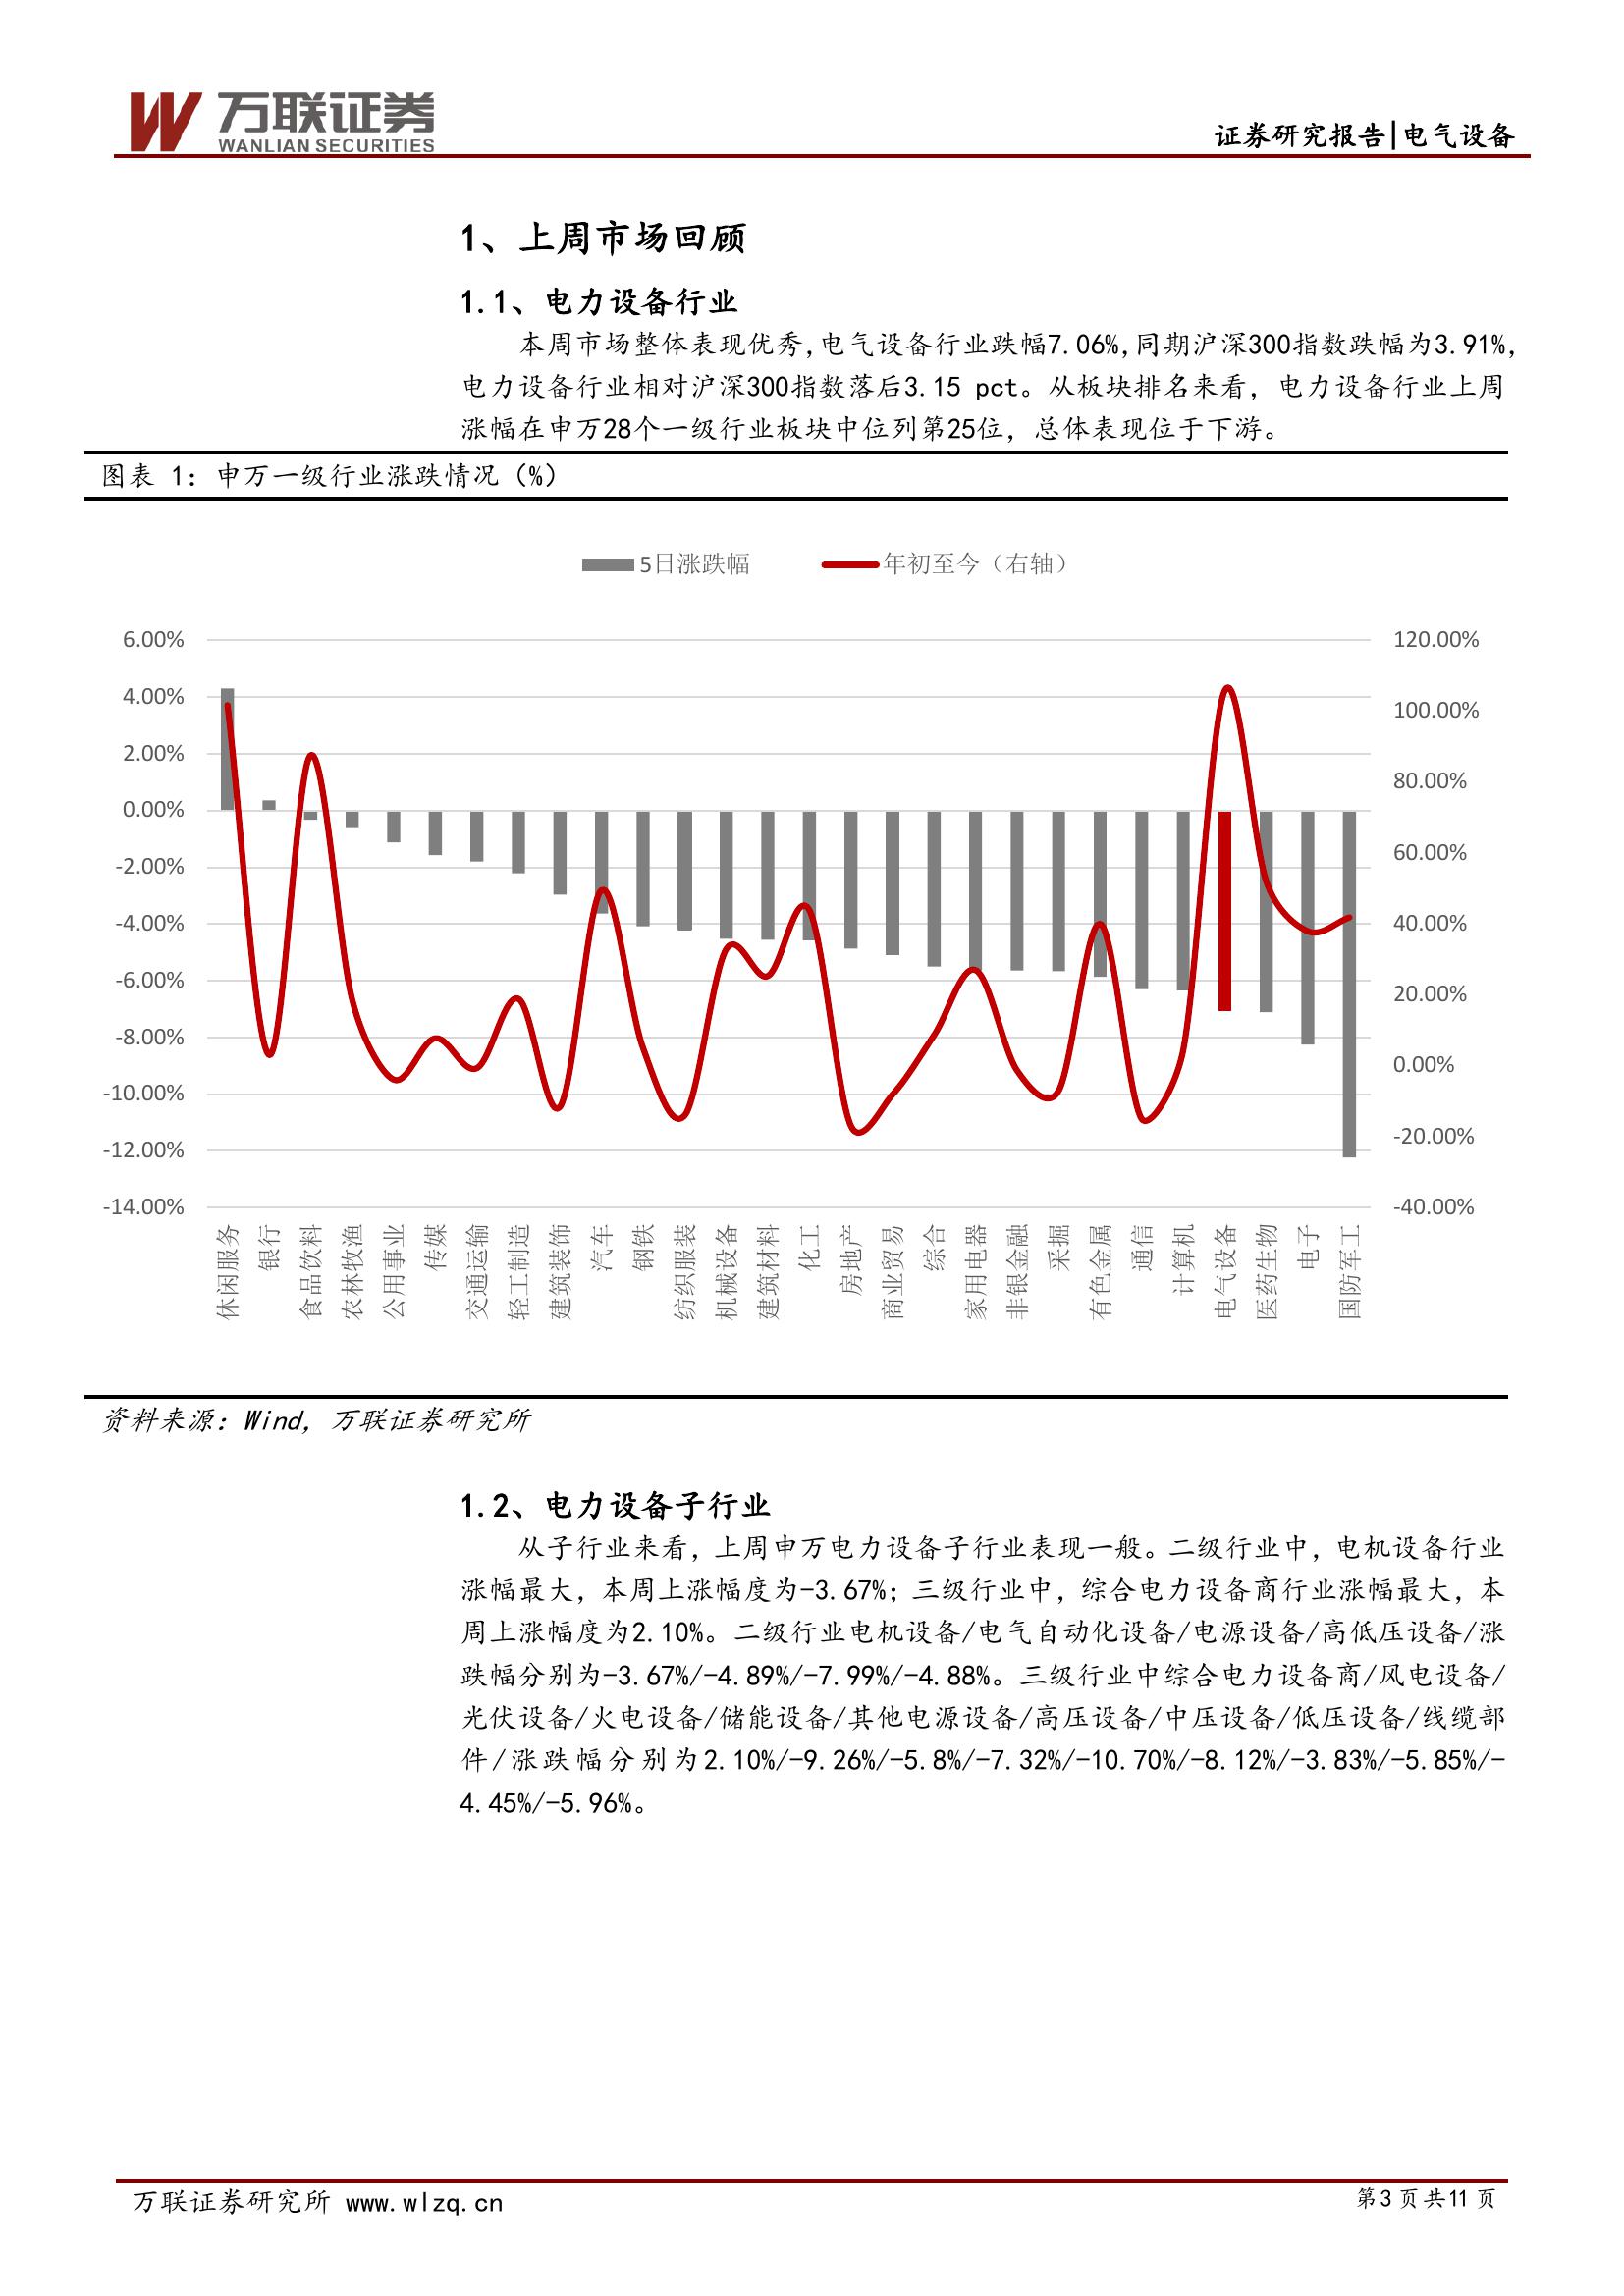 万联证券
WANLIAN SECURITIES
证券研究报告|电气设备
1、上周市场回顾
1.1、电力设备行业
本周市场整体表现优秀,电气设备行业跌幅7.06%,同期沪深300指数跌幅为3.91%,
电力设备行业相对沪深300指数落后3.15 pct。从板块排名来看，电力设备行业上周
涨幅在申万28个一级行业板块中位列第25位，总体表现位于下游。
图表 1：申万一级行业涨跌情况（%）
5日涨跌幅 年初至今（右轴）
6.00% 120.00%
4.00% 100.00%
2.00% 80.00%
0.00% 60.00%
-2.00% 40.00%
-4.00% 20.00%
-6.00% 0.00%
-8.00% -20.00%
-10.00% -40.00%
-12.00%
-14.00%
休闲服务
银行
食品饮料
农林牧渔
公用事业
传媒
交通运输
轻工制造
建筑装饰
汽车
钢铁
纺织服装
机械设备
建筑材料
化工
房地产
商业贸易
综合
家用电器
非银金融
采掘
有色金属
通信
计算机
电气设备
医药生物
电子
国防军工
资料来源：Wind，万联证券研究所
1.2、电力设备子行业
从子行业来看，上周申万电力设备子行业表现一般。二级行业中，电机设备行业
涨幅最大，本周上涨幅度为-3.67%；三级行业中，综合电力设备商行业涨幅最大，本
周上涨幅度为2.10%。二级行业电机设备/电气自动化设备/电源设备/高低压设备/涨
跌幅分别为-3.67%/-4.89%/-7.99%/-4.88%。三级行业中综合电力设备商/风电设备/
光伏设备/火电设备/储能设备/其他电源设备/高压设备/中压设备/低压设备/线缆部
件/涨跌幅分别为2.10%/-9.26%/-5.8%/-7.32%/-10.70%/-8.12%/-3.83%/-5.85%/-
4.45%/-5.96%。
万联证券研究所 www.wlzq.cn 第3页共11页